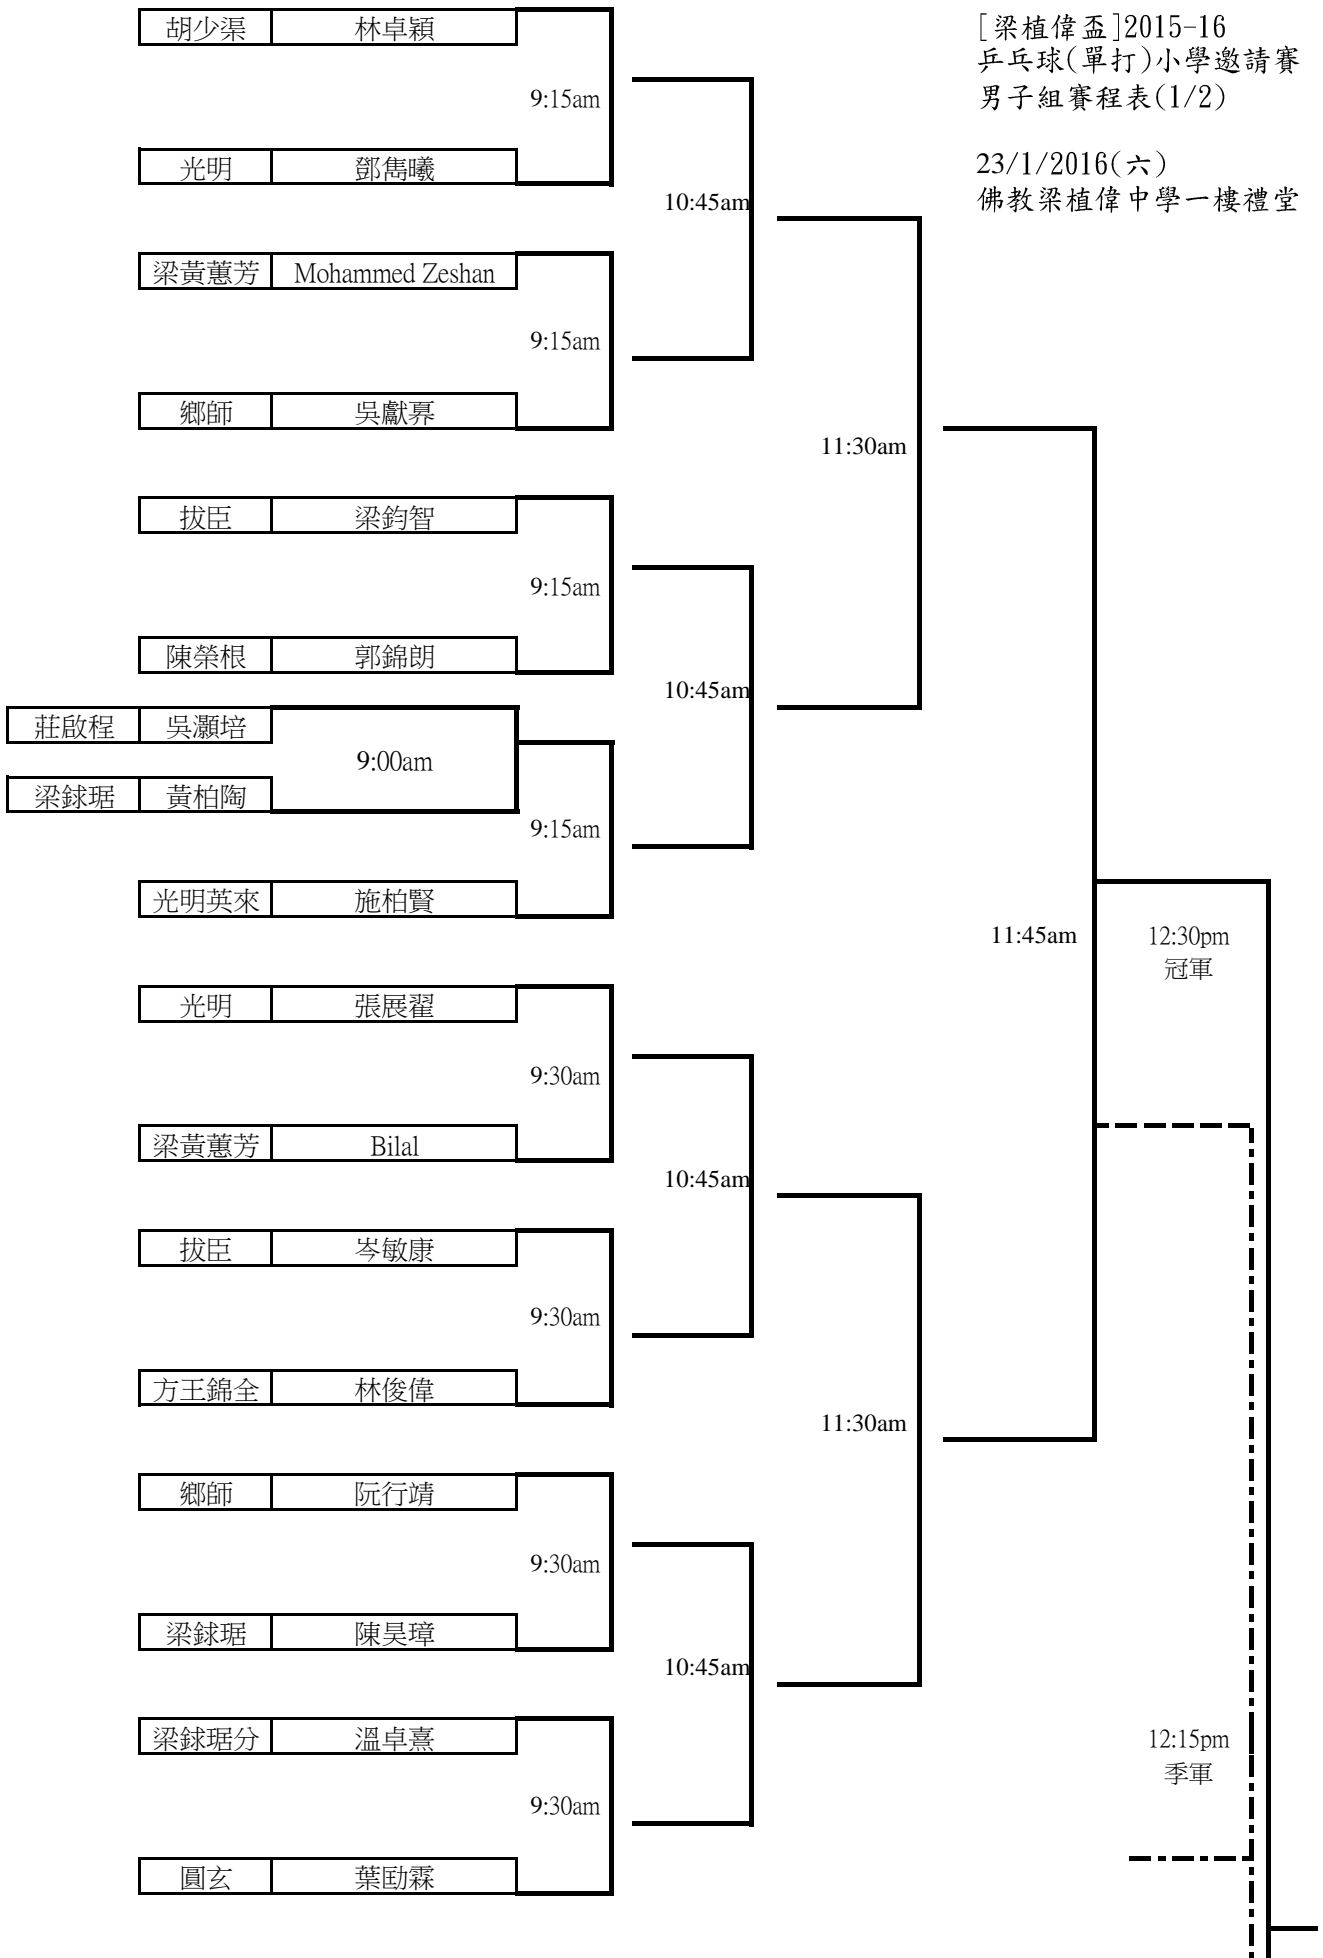 [梁植偉盃]2015-16
乒乓球(單打)小學邀請賽
男子組賽程表(1/2)
23/1/2016(六)
佛教梁植偉中學一樓禮堂
胡少渠 林卓穎
9:15am
光明 鄧雋曦
10:45am
梁黃蕙芳 Mohammed Zeshan
9:15am
鄉師 吳獻冪
11:30am
拔臣 梁鈞智
9:15am
陳榮根 郭錦朗
10:45am
莊啟程 吳灝培
9:00am
梁銶琚 黃柏陶
9:15am
光明英來 施柏賢
11:45am
12:30pm
冠軍
光明 張展翟
9:30am
梁黃蕙芳 Bilal
10:45am
拔臣 岑敏康
9:30am
方王錦全 林俊偉
11:30am
鄉師 阮行靖
9:30am
梁銶琚 陳昊璋
10:45am
梁銶琚分 溫卓熹
12:15pm
季軍
9:30am
圓玄 葉劻霖